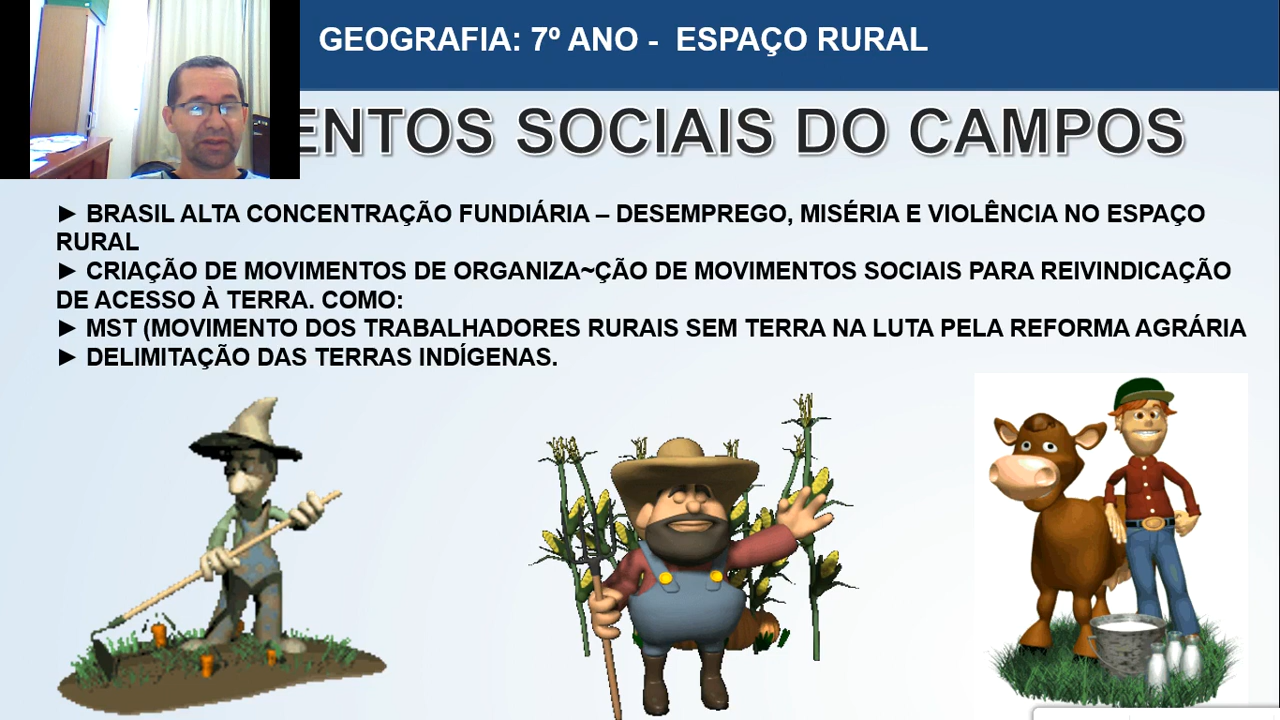 GEOGRAFIA: 7º ANO - ESPAÇO RURAL
ENTOS SOCIAIS DO CAMPOS
► BRASIL ALTA CONCENTRAÇÃO FUNDIÁRIA – DESEMPREGO, MISÉRIA E VIOLÊNCIA NO ESPAÇO
RURAL
► CRIAÇÃO DE MOVIMENTOS DE ORGANIZA~ÇÃO DE MOVIMENTOS SOCIAIS PARA REIVINDICAÇÃO
DE ACESSO À TERRA. COMO:
► MST (MOVIMENTO DOS TRABALHADORES RURAIS SEM TERRA NA LUTA PELA REFORMA AGRÁRIA
► DELIMITAÇÃO DAS TERRAS INDÍGENAS.